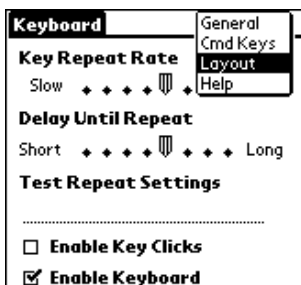 Keyboard
General
Cmd Keys
Layout
Help
Key Repeat Rate
Slow
Delay Until Repeat
Short Long
Test Repeat Settings
Enable Key Clicks
Enable Keyboard